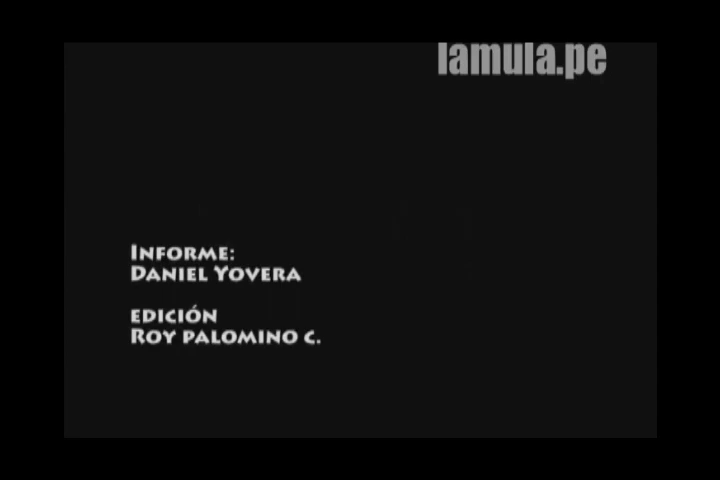 lamula.pe
INFORME:
DANIEL YOVERA
EDICIÓN
ROY PALOMINO C.